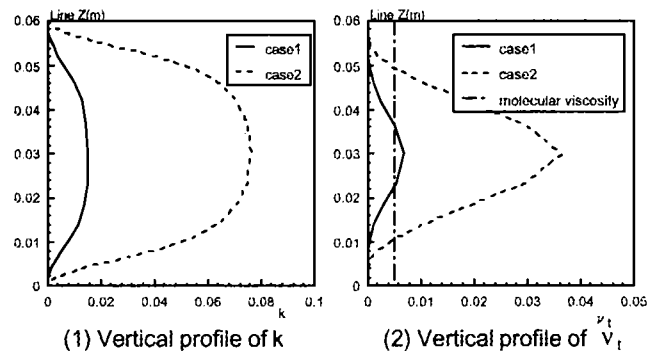 Line Z(m)
0.06
0.05
0.04
0.03
0.02
0.01
0
0
0.02
0.04
0.06
0.08
0.1
k
case1
case2
(1) Vertical profile of k
Line Z(m)
0.06
0.05
0.04
0.03
0.02
0.01
0
0
0.01
0.02
0.03
0.04
0.05
ν t
case1
case2
molecular viscosity
(2) Vertical profile of ν t